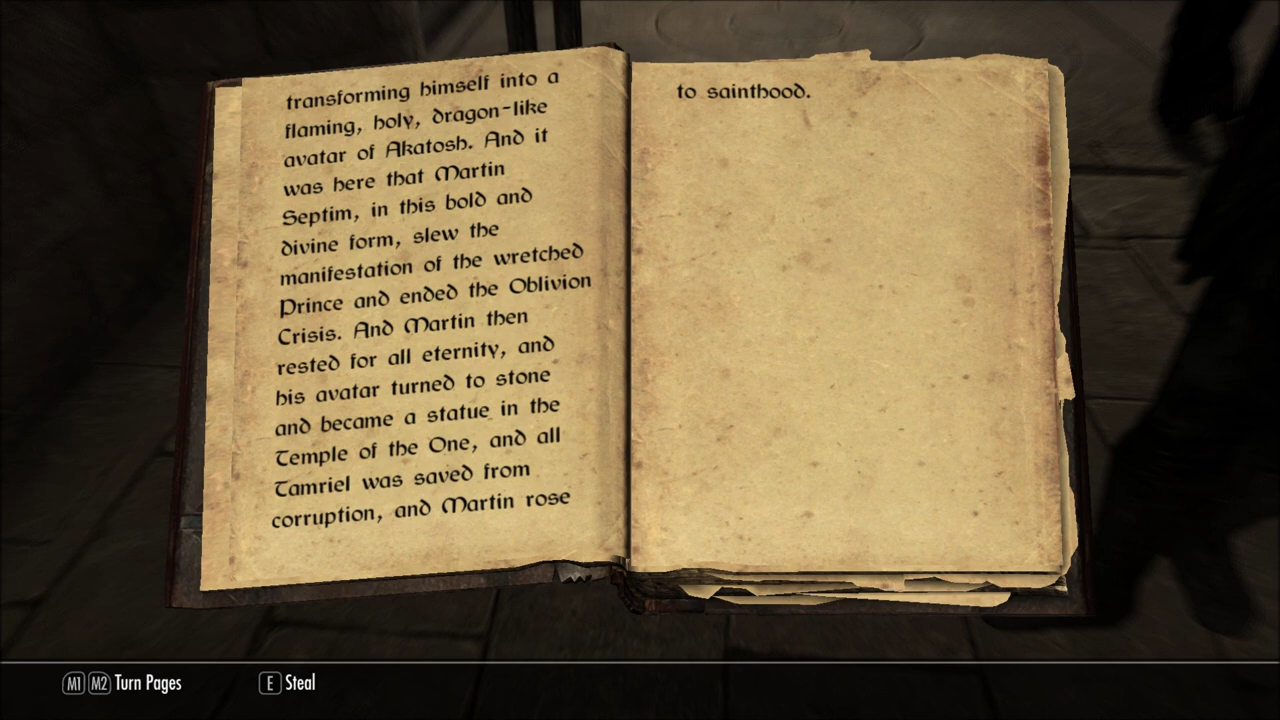 transforming himself into a
flaming, holy, dragon-like
avatar of Akatosh. And it
was here that Martin
Septim, in this bold and
divine form, slew the
manifestation of the wretched
Prince and ended the Oblivion
Crisis. And Martin then
rested for all eternity, and
his avatar turned to stone
and became a statue in the
Temple of the One, and all
Tamriel was saved from
corruption, and Martin rose
to sainthood.
M1 M2 Turn Pages
E Steal